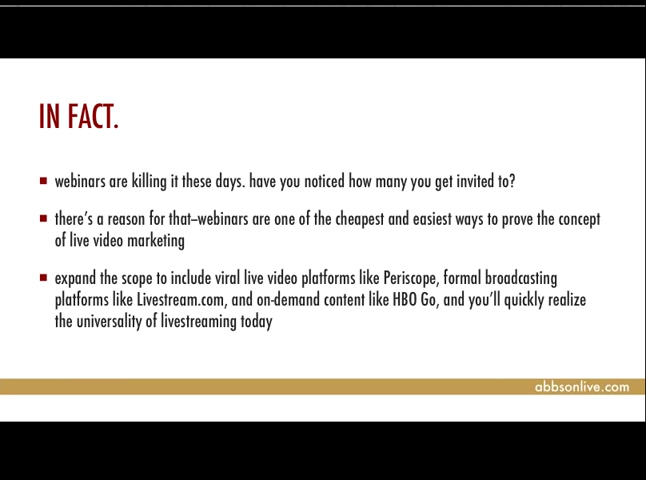 IN FACT.
webinars are killing it these days. have you noticed how many you get invited to?
there's a reason for that–webinars are one of the cheapest and easiest ways to prove the concept
of live video marketing
expand the scope to include viral live video platforms like Periscope, formal broadcasting
platforms like Livestream.com, and on-demand content like HBO Go, and you'll quickly realize
the universality of livestreaming today
abbsonlive.com